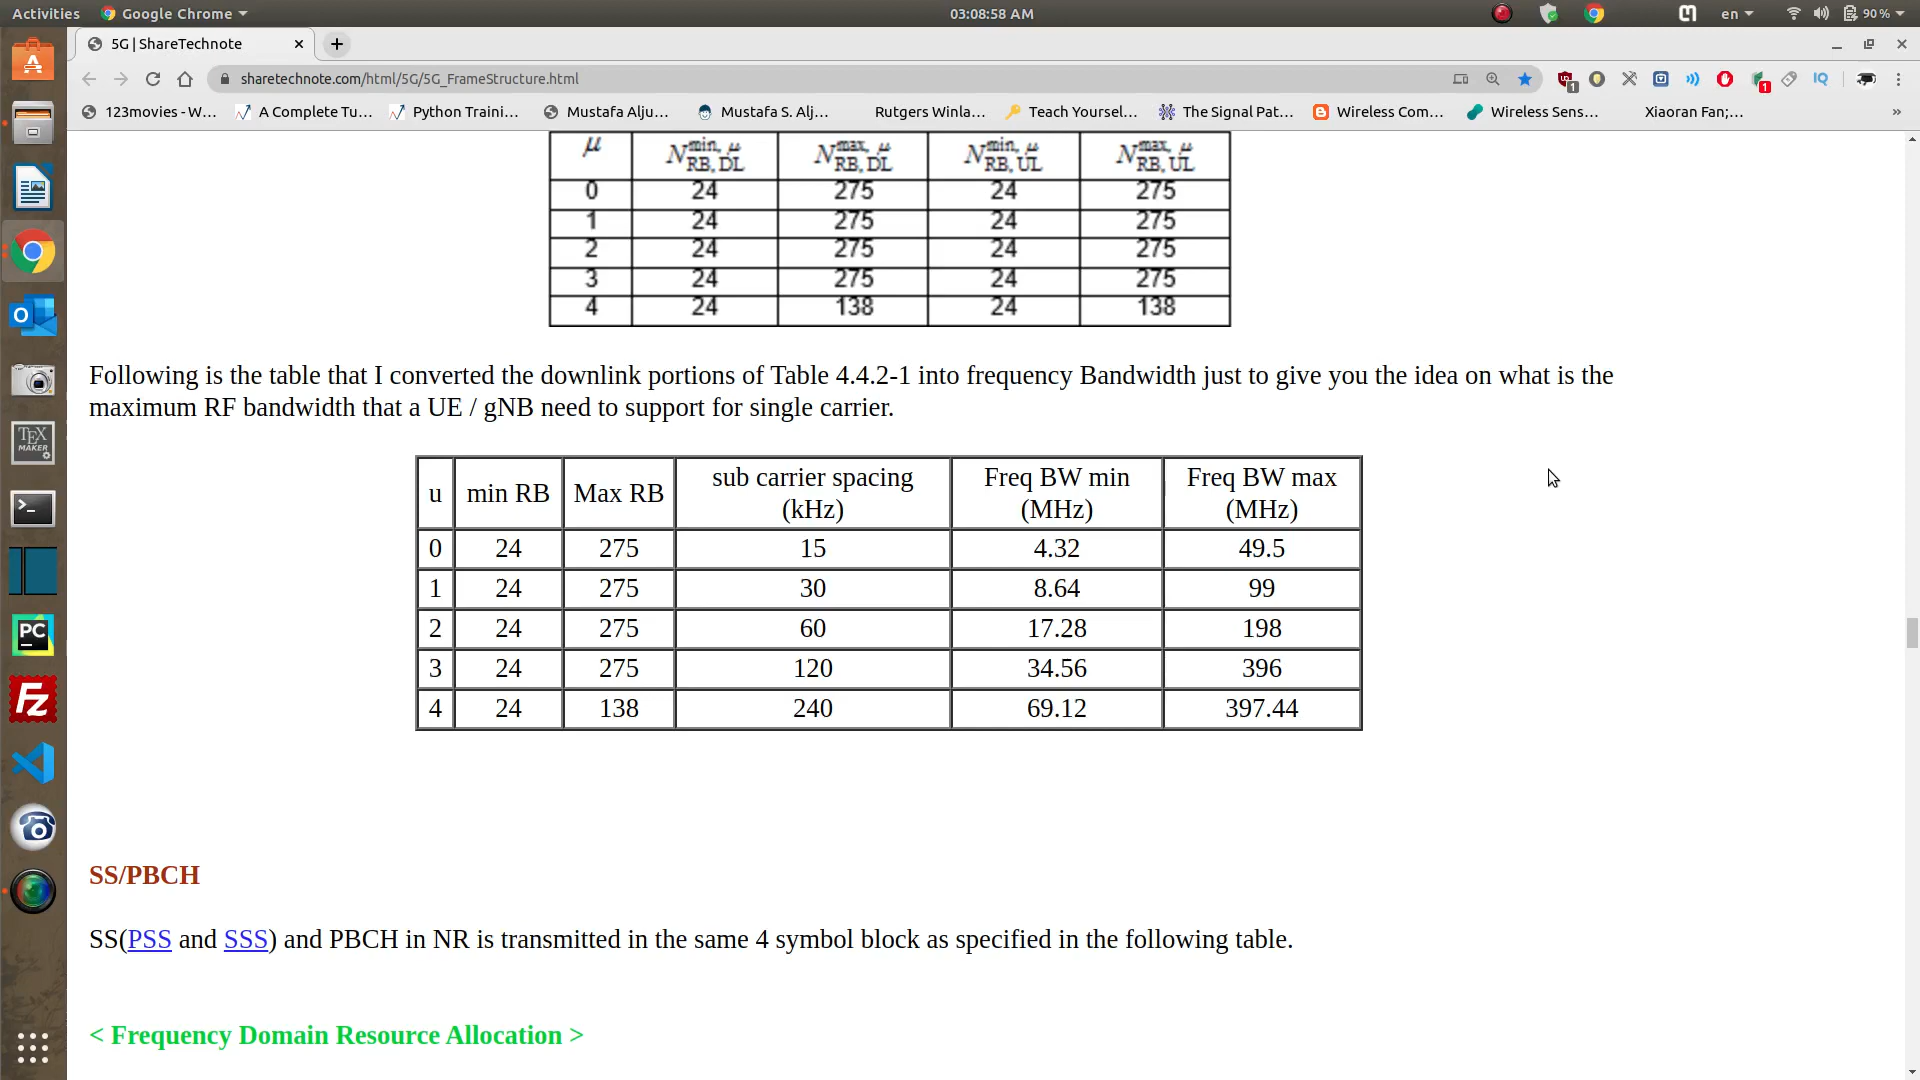 Activities Google Chrome 03:08:58 AM en 90%
5G | ShareTechnote
sharetechnote.com/html/5G/5G_FrameStructure.html
1 1 IQ
123movies - W... A Complete Tu... Python Traini... Mustafa Alju... Mustafa S. Alj... Rutgers Winla... Teach Yoursel... The Signal Pat... Wireless Com... Wireless Sens... Xiaoran Fan;... »
μ N^{min, μ}_{RB, DL} N^{max, μ}_{RB, DL} N^{min, μ}_{RB, UL} N^{max, μ}_{RB, UL}
0 24 275 24 275
1 24 275 24 275
2 24 275 24 275
3 24 275 24 275
4 24 138 24 138
Following is the table that I converted the downlink portions of Table 4.4.2-1 into frequency Bandwidth just to give you the idea on what is the
maximum RF bandwidth that a UE / gNB need to support for single carrier.
u min RB Max RB sub carrier spacing (kHz) Freq BW min (MHz) Freq BW max (MHz)
0 24 275 15 4.32 49.5
1 24 275 30 8.64 99
2 24 275 60 17.28 198
3 24 275 120 34.56 396
4 24 138 240 69.12 397.44
SS/PBCH
SS(PSS and SSS) and PBCH in NR is transmitted in the same 4 symbol block as specified in the following table.
< Frequency Domain Resource Allocation >
TEX
MAKER
PC
FZ